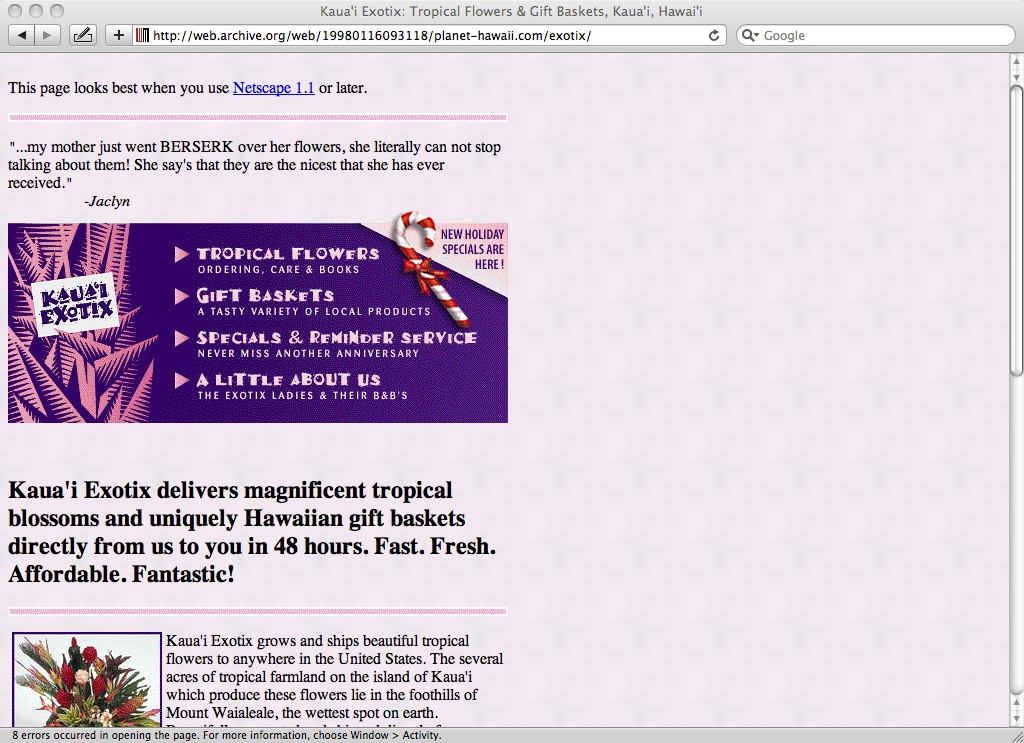 Kaua'i Exotix: Tropical Flowers & Gift Baskets, Kaua'i, Hawai'i
http://web.archive.org/web/19980116093118/planet-hawaii.com/exotix/
Google
This page looks best when you use Netscape 1.1 or later.
"...my mother just went BERSERK over her flowers, she literally can not stop
talking about them! She say's that they are the nicest that she has ever
received."
-Jaclyn
NEW HOLIDAY
SPECIALS ARE
HERE!
KAUA'I
EXOTIX
TROPICAL FLOWERS
ORDERING, CARE & BOOKS
GIFT BASKETS
A TASTY VARIETY OF LOCAL PRODUCTS
SPECIALS & REMINDER SERVICE
NEVER MISS ANOTHER ANNIVERSARY
A LITTLE ABOUT US
THE EXOTIX LADIES & THEIR B&B'S
Kaua'i Exotix delivers magnificent tropical
blossoms and uniquely Hawaiian gift baskets
directly from us to you in 48 hours. Fast. Fresh.
Affordable. Fantastic!
Kaua'i Exotix grows and ships beautiful tropical
flowers to anywhere in the United States. The several
acres of tropical farmland on the island of Kaua'i
which produce these flowers lie in the foothills of
Mount Waialeale, the wettest spot on earth.
8 errors occurred in opening the page. For more information, choose Window > Activity.